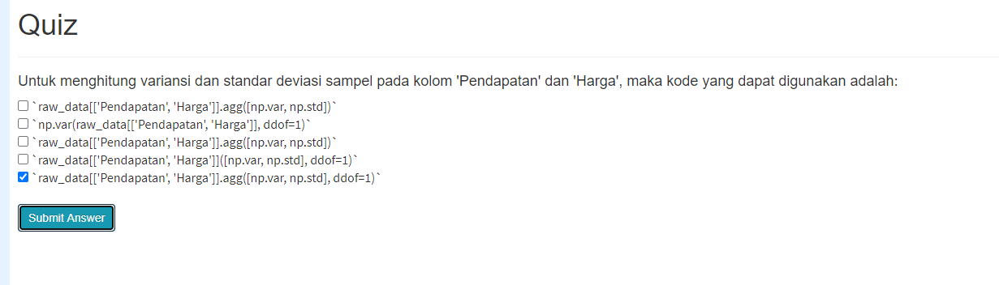 Quiz
Untuk menghitung variansi dan standar deviasi sampel pada kolom 'Pendapatan' dan 'Harga', maka kode yang dapat digunakan adalah:
`raw_data[['Pendapatan', 'Harga']].agg([np.var, np.std])`
`np.var(raw_data[['Pendapatan', 'Harga']], ddof=1)`
`raw_data[['Pendapatan', 'Harga']].agg([np.var, np.std])`
`raw_data[['Pendapatan', 'Harga']]([np.var, np.std], ddof=1)`
`raw_data[['Pendapatan', 'Harga']].agg([np.var, np.std], ddof=1)`
Submit Answer